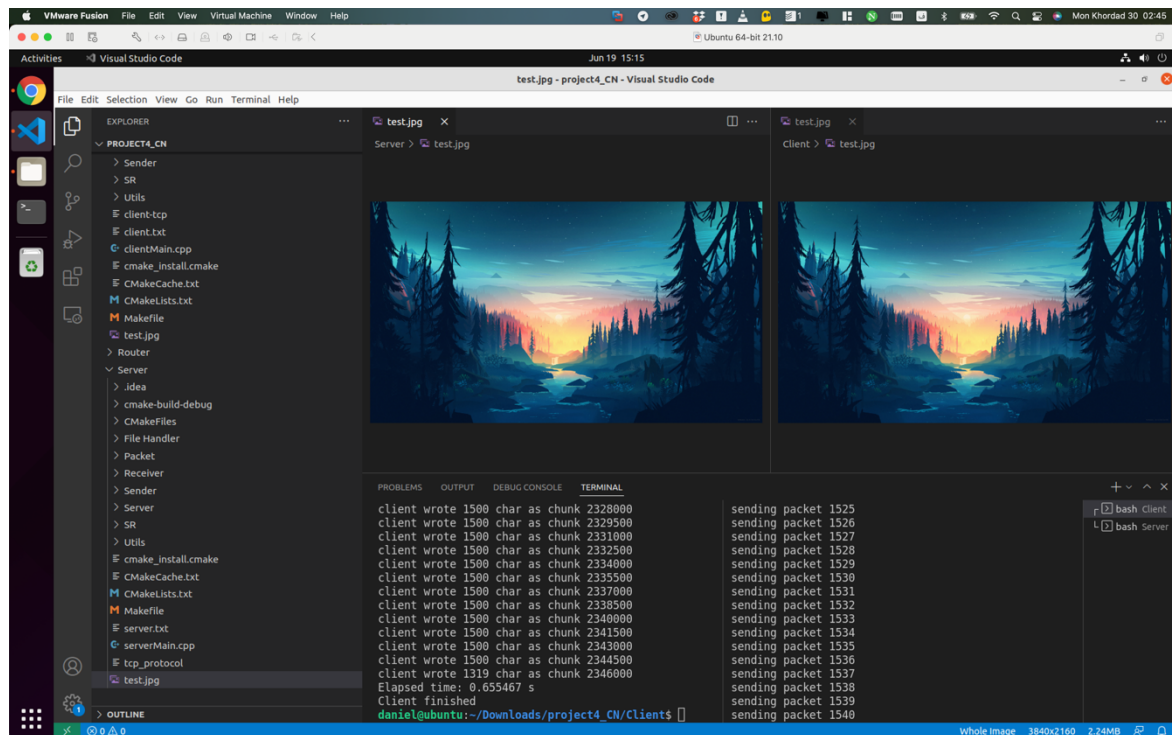 VMware Fusion File Edit View Virtual Machine Window Help
Mon Khordad 30 02:45
Ubuntu 64-bit 21.10
Activities Visual Studio Code Jun 19 15:15
test.jpg - project4_CN - Visual Studio Code
File Edit Selection View Go Run Terminal Help
EXPLORER
PROJECT4_CN
Sender
SR
Utils
client-tcp
client.txt
clientMain.cpp
cmake_install.cmake
CMakeCache.txt
CMakeLists.txt
Makefile
test.jpg
Router
Server
.idea
cmake-build-debug
CMakeFiles
File Handler
Packet
Receiver
Sender
Server
SR
Utils
cmake_install.cmake
CMakeCache.txt
CMakeLists.txt
Makefile
server.txt
serverMain.cpp
tcp_protocol
test.jpg
OUTLINE
test.jpg
Server > test.jpg
test.jpg
Client > test.jpg
PROBLEMS OUTPUT DEBUG CONSOLE TERMINAL
client wrote 1500 char as chunk 2328000
client wrote 1500 char as chunk 2329500
client wrote 1500 char as chunk 2331000
client wrote 1500 char as chunk 2332500
client wrote 1500 char as chunk 2334000
client wrote 1500 char as chunk 2335500
client wrote 1500 char as chunk 2337000
client wrote 1500 char as chunk 2338500
client wrote 1500 char as chunk 2340000
client wrote 1500 char as chunk 2341500
client wrote 1500 char as chunk 2343000
client wrote 1500 char as chunk 2344500
client wrote 1319 char as chunk 2346000
Elapsed time: 0.655467 s
Client finished
daniel@ubuntu:~/Downloads/project4_CN/Client$
sending packet 1525
sending packet 1526
sending packet 1527
sending packet 1528
sending packet 1529
sending packet 1530
sending packet 1531
sending packet 1532
sending packet 1533
sending packet 1534
sending packet 1535
sending packet 1536
sending packet 1537
sending packet 1538
sending packet 1539
sending packet 1540
bash Client
bash Server
0 0 Whole Image 3840x2160 2.24MB